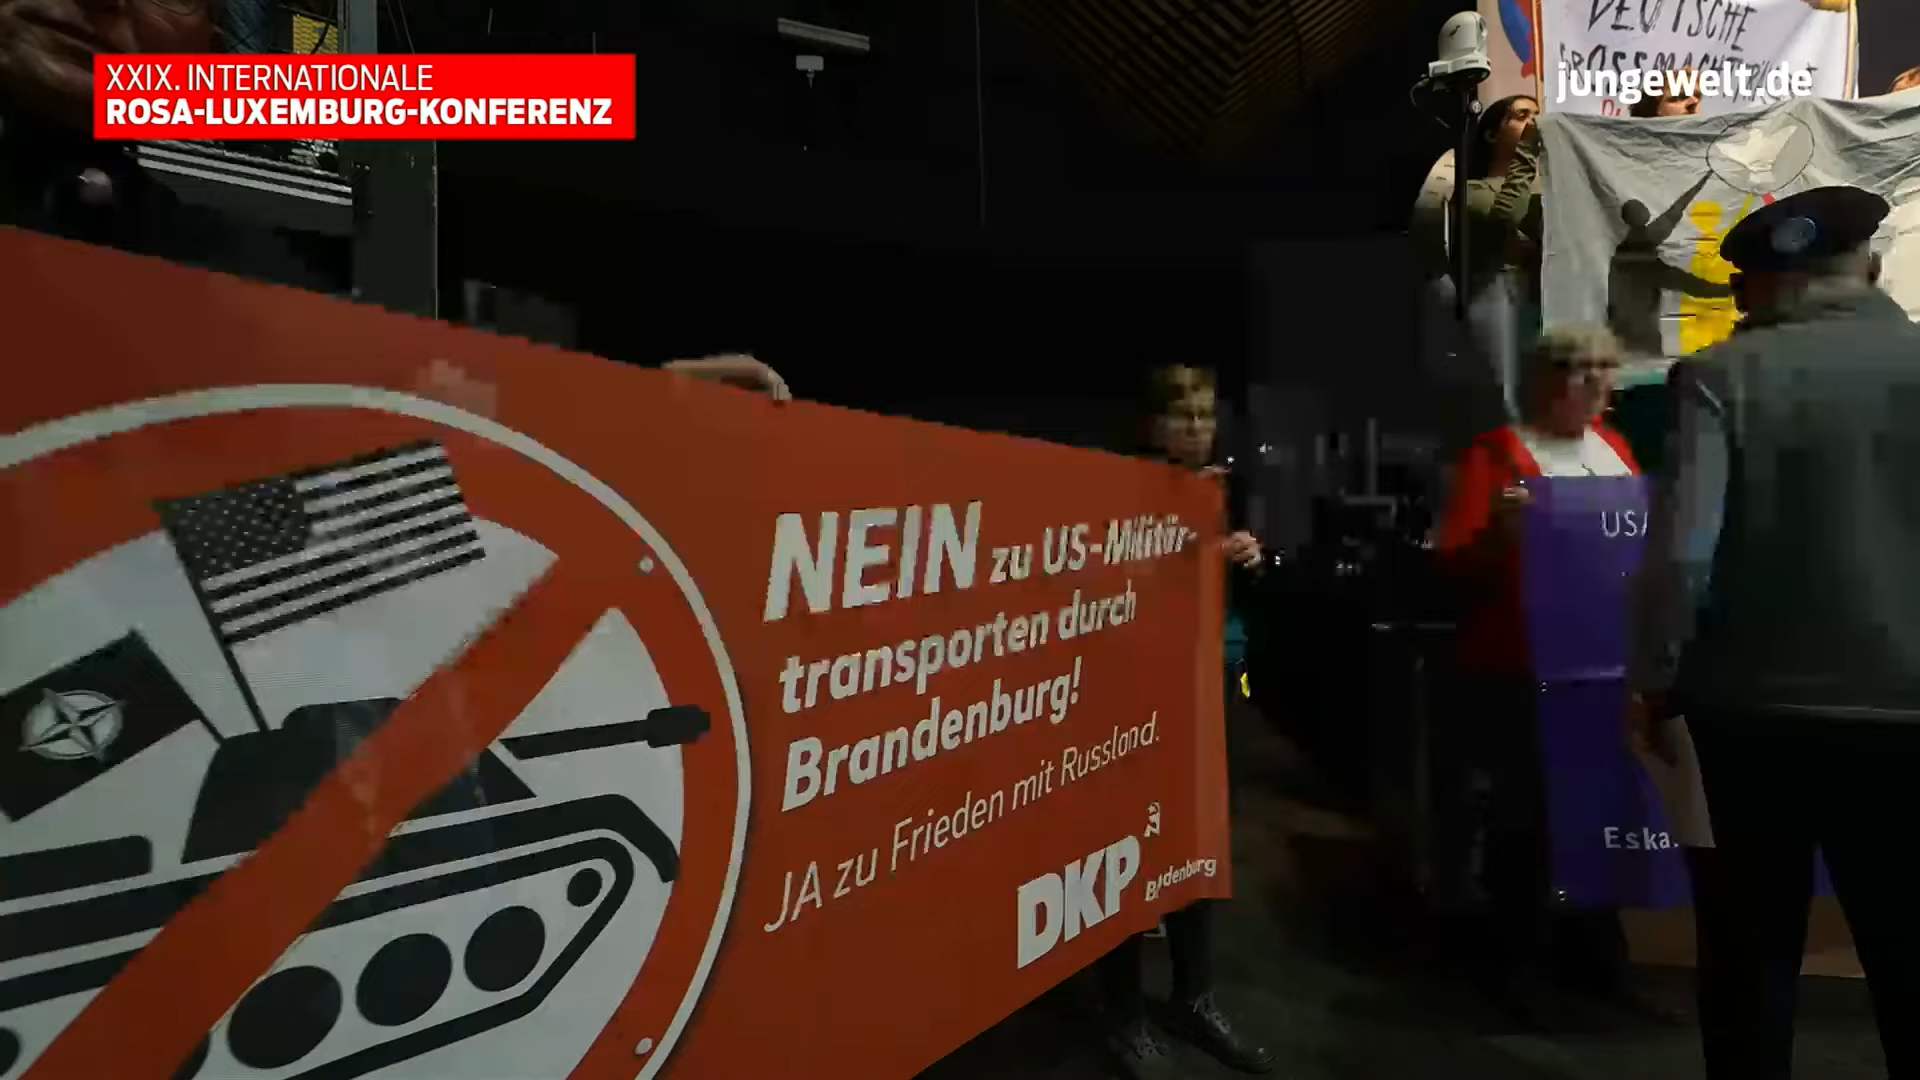 XXIX. INTERNATIONALE
ROSA-LUXEMBURG-KONFERENZ
jungewelt.de
DEUTSCHE
NEIN zu US-Militär-
transporten durch
Brandenburg!
JA zu Frieden mit Russland.
DKP
Brandenburg
USA
Eska